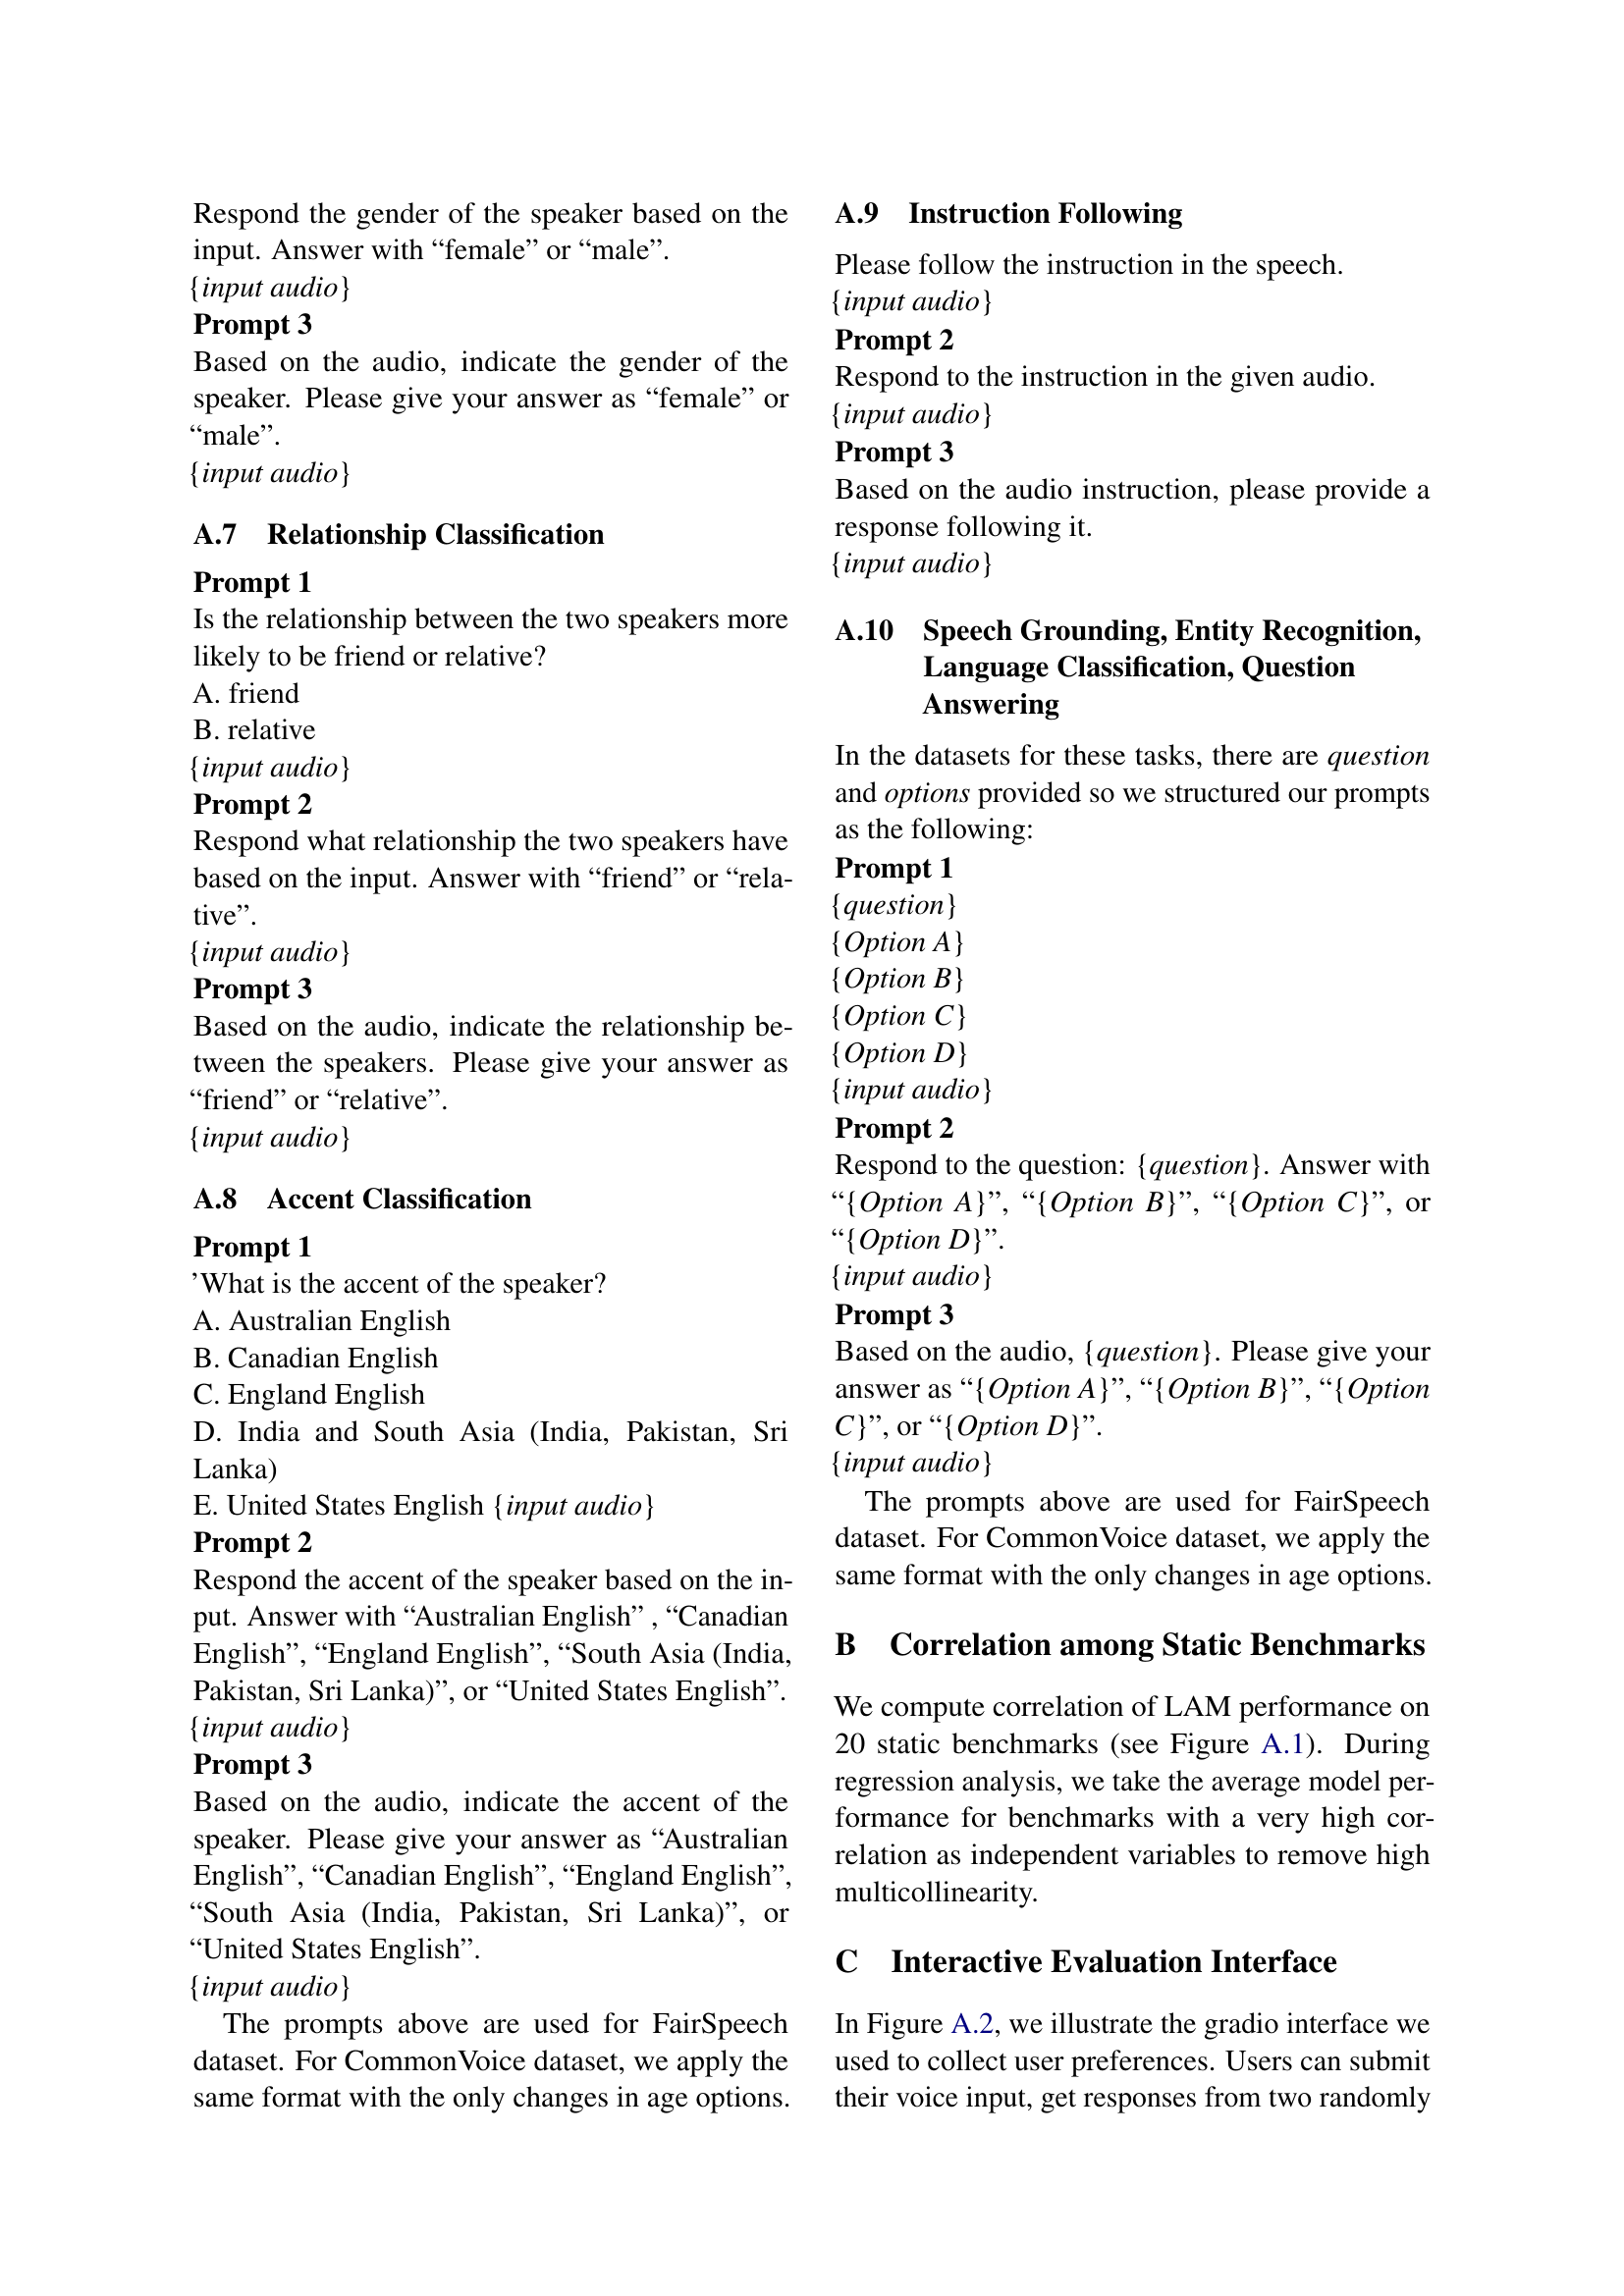 Respond the gender of the speaker based on the
input. Answer with “female” or “male”.
{input audio}
Prompt 3
Based on the audio, indicate the gender of the
speaker. Please give your answer as “female” or
“male”.
{input audio}
A.7 Relationship Classification
Prompt 1
Is the relationship between the two speakers more
likely to be friend or relative?
A. friend
B. relative
{input audio}
Prompt 2
Respond what relationship the two speakers have
based on the input. Answer with “friend” or “rela-
tive”.
{input audio}
Prompt 3
Based on the audio, indicate the relationship be-
tween the speakers. Please give your answer as
“friend” or “relative”.
{input audio}
A.8 Accent Classification
Prompt 1
’What is the accent of the speaker?
A. Australian English
B. Canadian English
C. England English
D. India and South Asia (India, Pakistan, Sri
Lanka)
E. United States English {input audio}
Prompt 2
Respond the accent of the speaker based on the in-
put. Answer with “Australian English” , “Canadian
English”, “England English”, “South Asia (India,
Pakistan, Sri Lanka)”, or “United States English”.
{input audio}
Prompt 3
Based on the audio, indicate the accent of the
speaker. Please give your answer as “Australian
English”, “Canadian English”, “England English”,
“South Asia (India, Pakistan, Sri Lanka)”, or
“United States English”.
{input audio}
The prompts above are used for FairSpeech
dataset. For CommonVoice dataset, we apply the
same format with the only changes in age options.
A.9 Instruction Following
Please follow the instruction in the speech.
{input audio}
Prompt 2
Respond to the instruction in the given audio.
{input audio}
Prompt 3
Based on the audio instruction, please provide a
response following it.
{input audio}
A.10 Speech Grounding, Entity Recognition,
Language Classification, Question
Answering
In the datasets for these tasks, there are question
and options provided so we structured our prompts
as the following:
Prompt 1
{question}
{Option A}
{Option B}
{Option C}
{Option D}
{input audio}
Prompt 2
Respond to the question: {question}. Answer with
“{Option A}”, “{Option B}”, “{Option C}”, or
“{Option D}”.
{input audio}
Prompt 3
Based on the audio, {question}. Please give your
answer as “{Option A}”, “{Option B}”, “{Option
C}”, or “{Option D}”.
{input audio}
The prompts above are used for FairSpeech
dataset. For CommonVoice dataset, we apply the
same format with the only changes in age options.
B Correlation among Static Benchmarks
We compute correlation of LAM performance on
20 static benchmarks (see Figure A.1). During
regression analysis, we take the average model per-
formance for benchmarks with a very high cor-
relation as independent variables to remove high
multicollinearity.
C Interactive Evaluation Interface
In Figure A.2, we illustrate the gradio interface we
used to collect user preferences. Users can submit
their voice input, get responses from two randomly